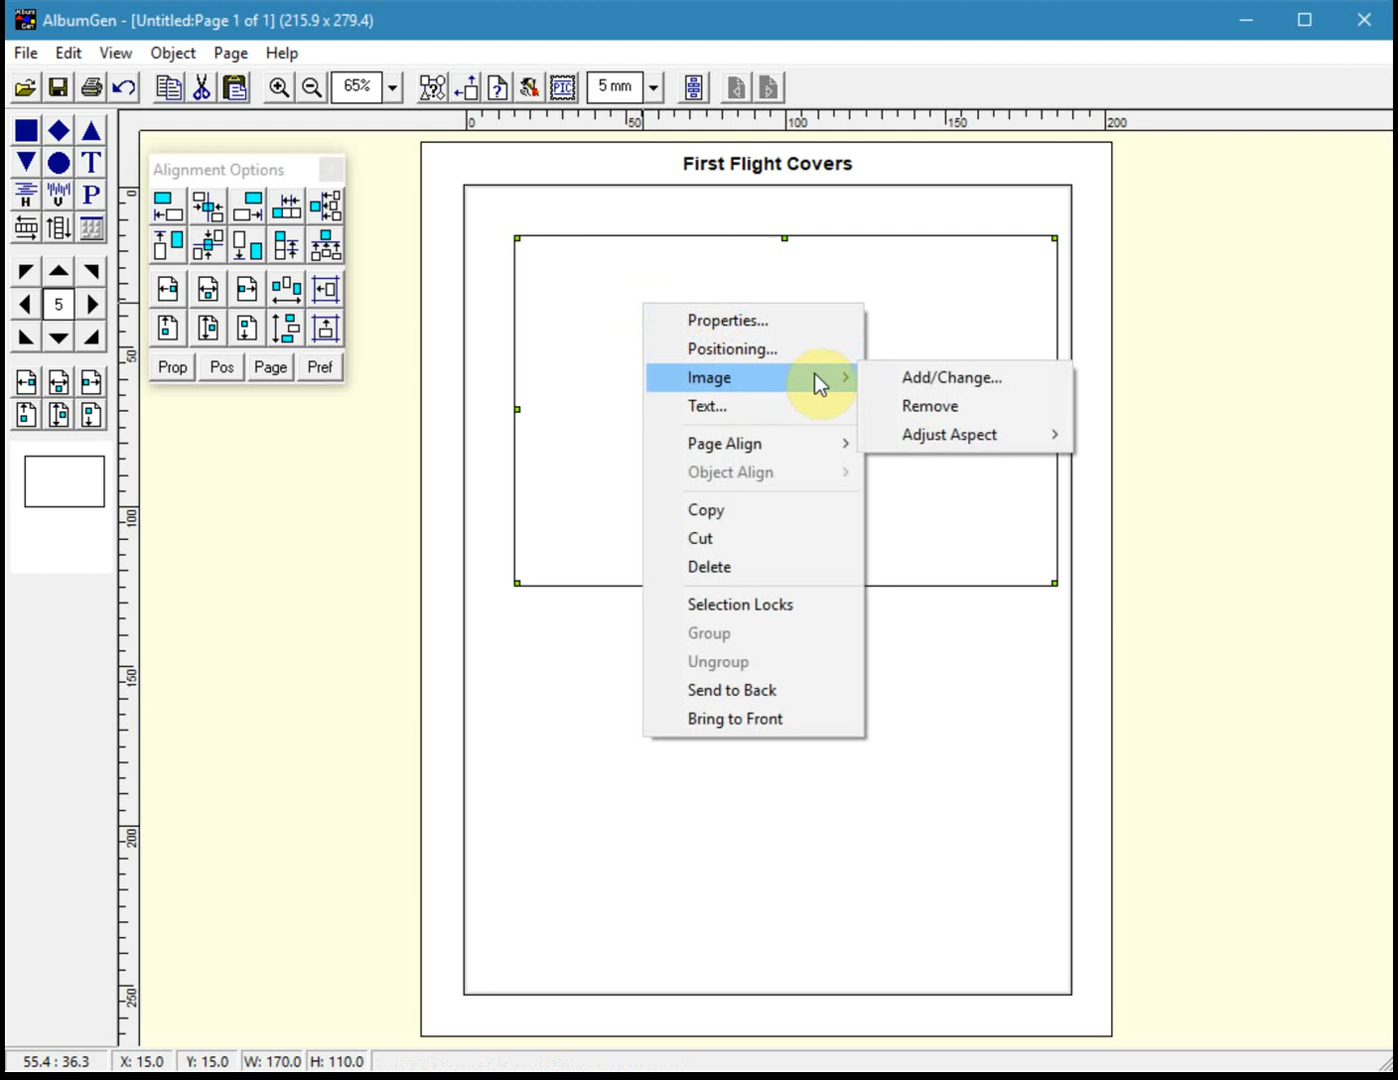 AlbumGen - [Untitled:Page 1 of 1] (215.9 x 279.4)
File Edit View Object Page Help
65% PIC 5 mm
0 50 100 150 200
T
H U P
5
Alignment Options
Prop Pos Page Pref
First Flight Covers
Properties...
Positioning...
Image
Text...
Page Align
Object Align
Copy
Cut
Delete
Selection Locks
Group
Ungroup
Send to Back
Bring to Front
Add/Change...
Remove
Adjust Aspect
0
50
100
150
200
250
55.4 : 36.3 X: 15.0 Y: 15.0 W: 170.0 H: 110.0